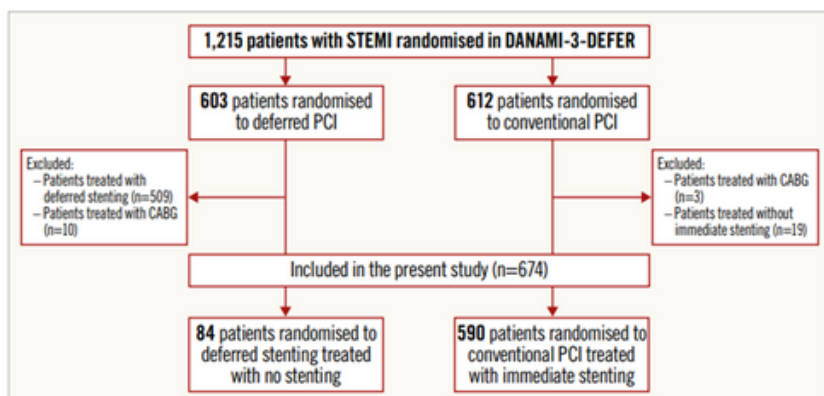 1,215 patients with STEMI randomised in DANAMI-3-DEFER
603 patients randomised
to deferred PCI
612 patients randomised
to conventional PCI
Excluded:
– Patients treated with
deferred stenting (n=509)
– Patients treated with CABG
(n=10)
Excluded:
– Patients treated with CABG
(n=3)
– Patients treated without
immediate stenting (n=19)
Included in the present study (n=674)
84 patients randomised to
deferred stenting treated
with no stenting
590 patients randomised to
conventional PCI treated
with immediate stenting